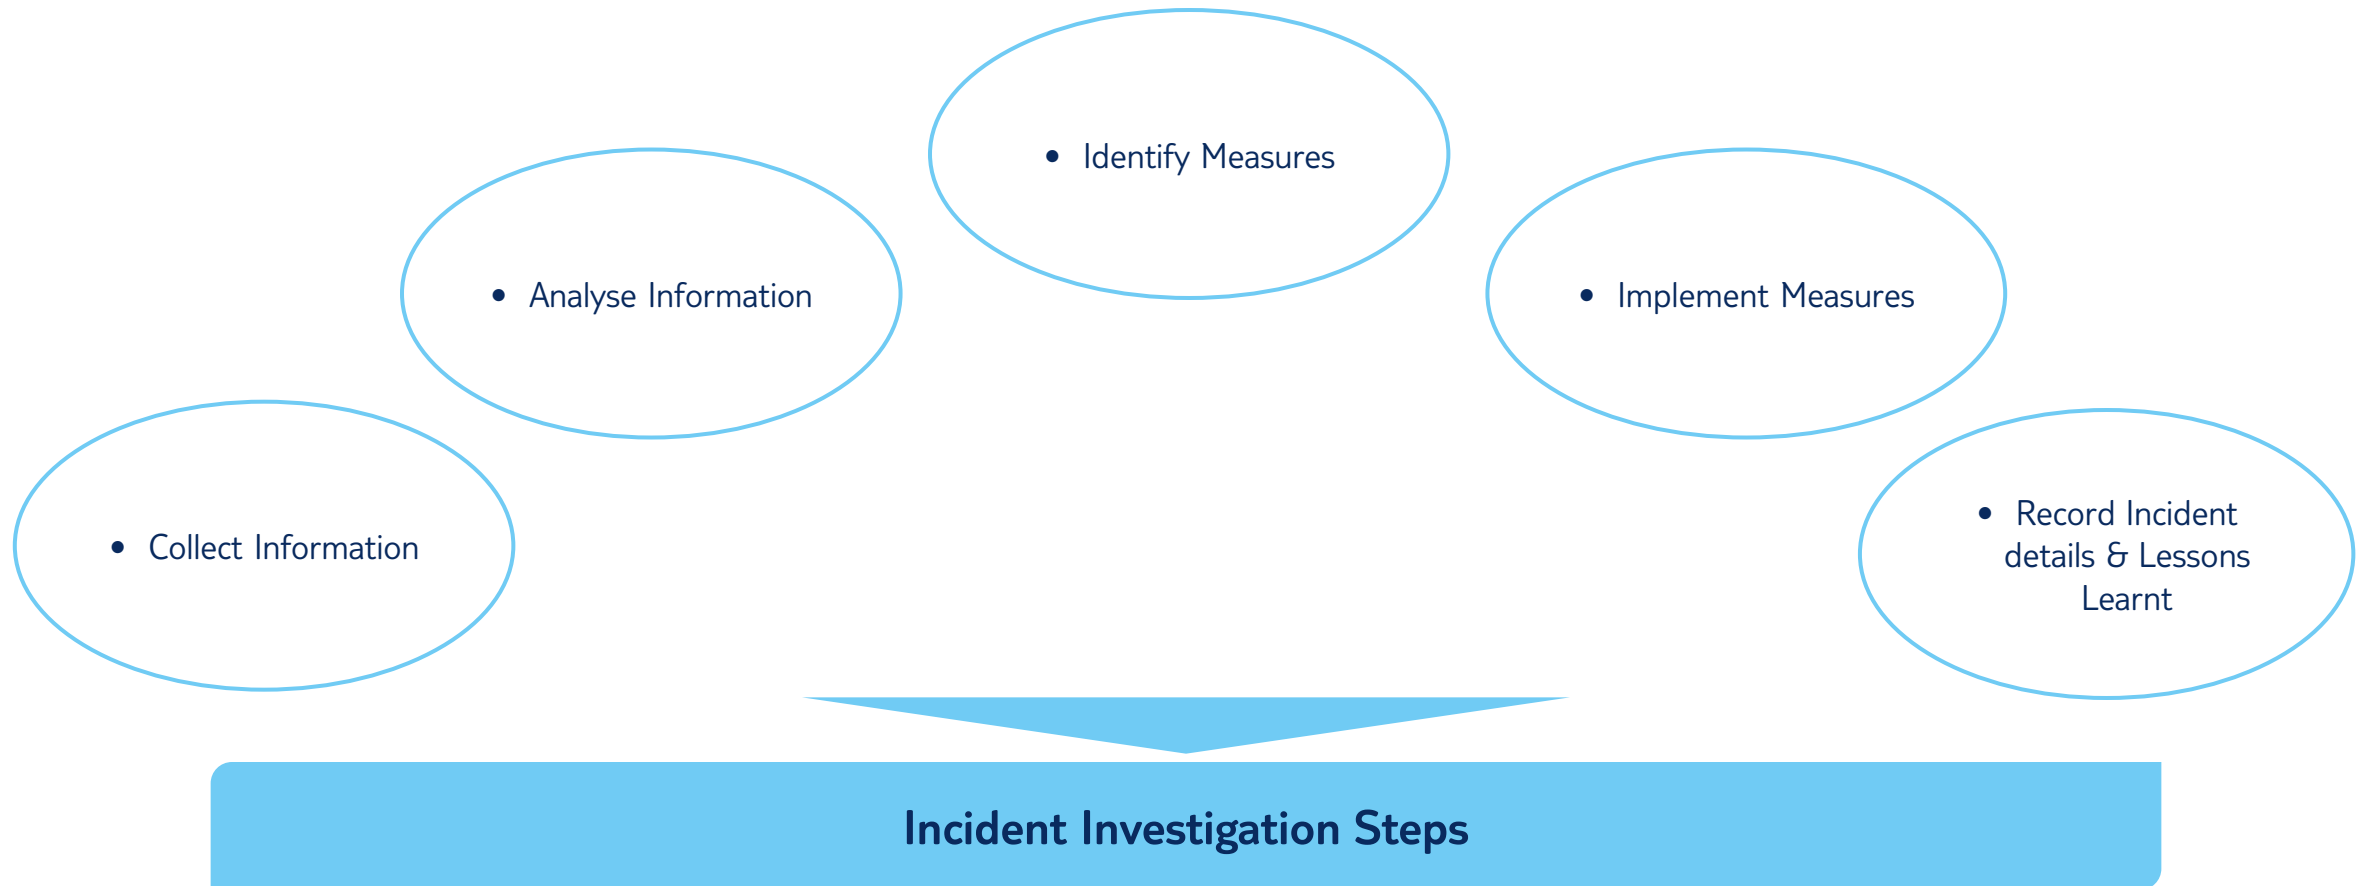 • Identify Measures
• Analyse Information
• Implement Measures
• Collect Information
• Record Incident
details & Lessons
Learnt
Incident Investigation Steps